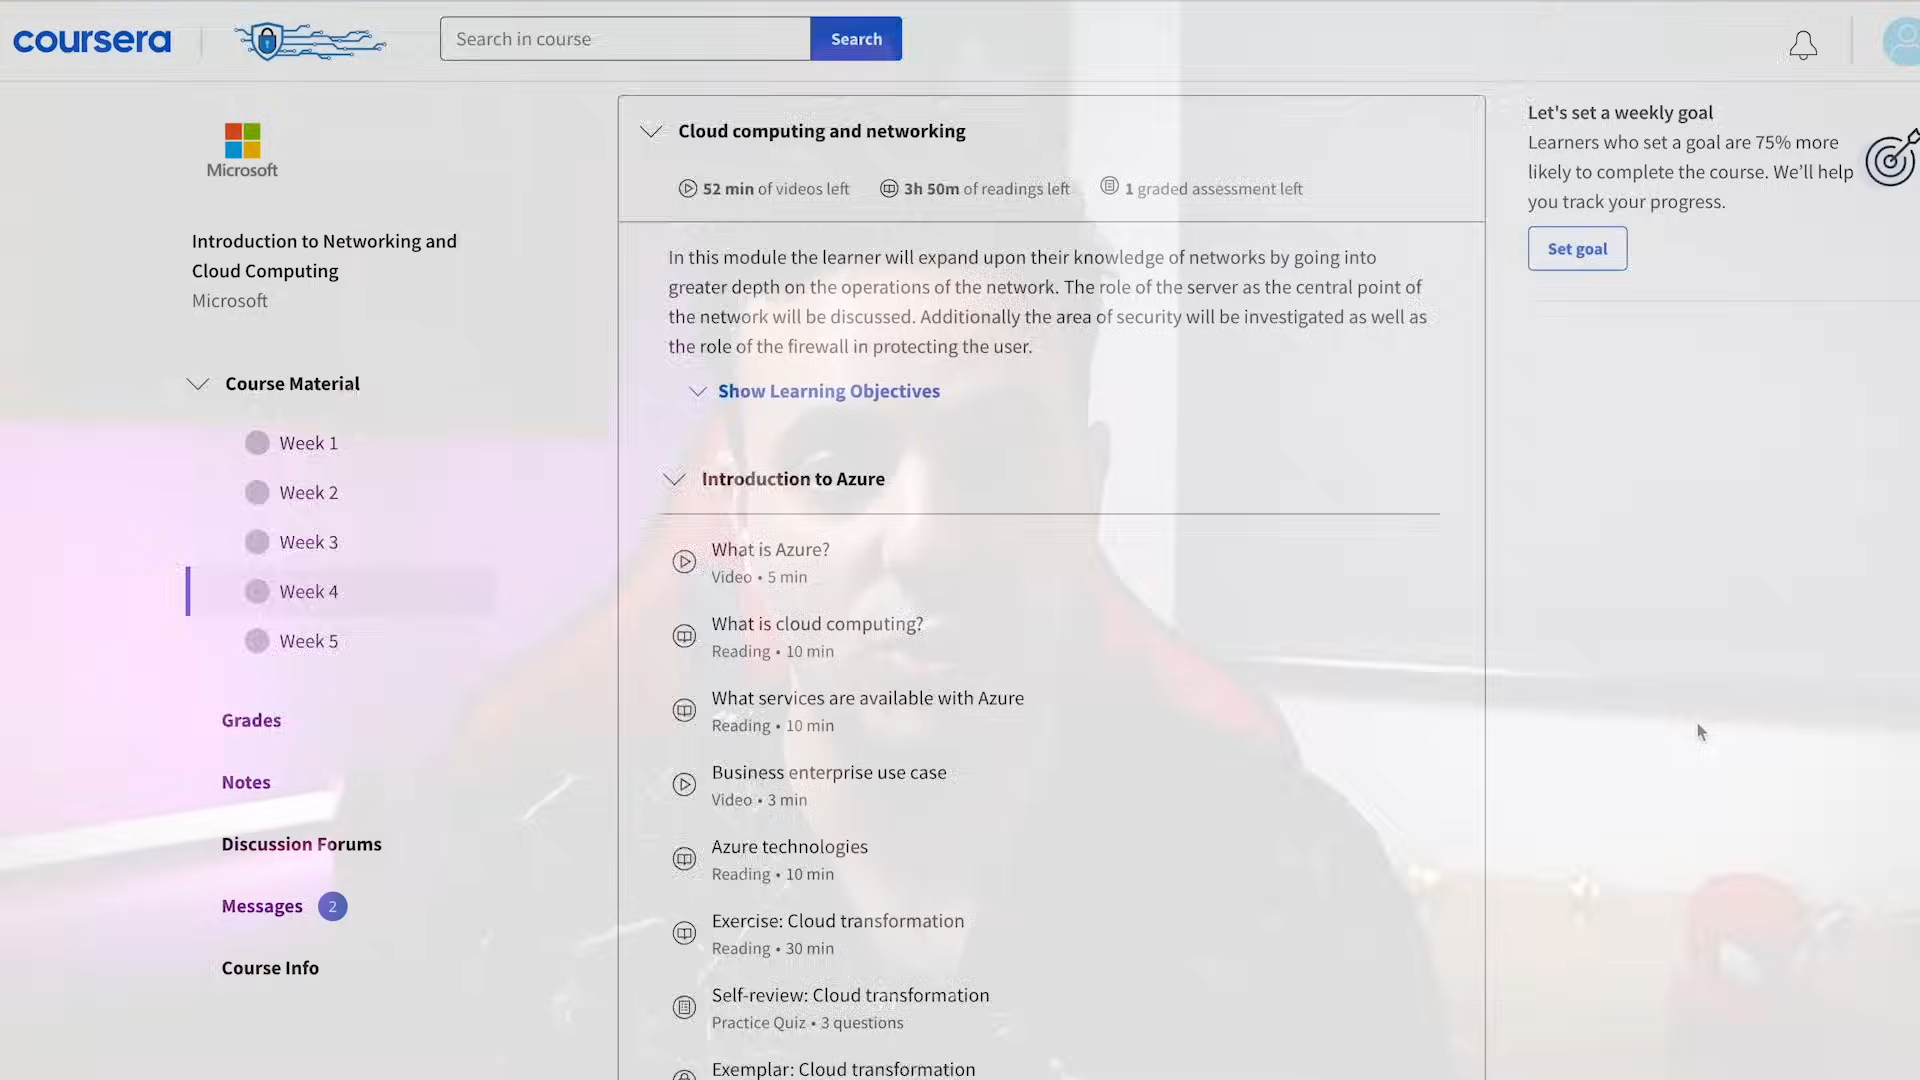 coursera
Search in course
Search
Microsoft
Introduction to Networking and
Cloud Computing
Microsoft
Course Material
Week 1
Week 2
Week 3
Week 4
Week 5
Grades
Notes
Discussion Forums
Messages 2
Course Info
Cloud computing and networking
52 min of videos left
3h 50m of readings left
1 graded assessment left
In this module the learner will expand upon their knowledge of networks by going into
greater depth on the operations of the network. The role of the server as the central point of
the network will be discussed. Additionally the area of security will be investigated as well as
the role of the firewall in protecting the user.
Show Learning Objectives
Introduction to Azure
What is Azure?
Video • 5 min
What is cloud computing?
Reading • 10 min
What services are available with Azure
Reading • 10 min
Business enterprise use case
Video • 3 min
Azure technologies
Reading • 10 min
Exercise: Cloud transformation
Reading • 30 min
Self-review: Cloud transformation
Practice Quiz • 3 questions
Exemplar: Cloud transformation
Let's set a weekly goal
Learners who set a goal are 75% more
likely to complete the course. We’ll help
you track your progress.
Set goal